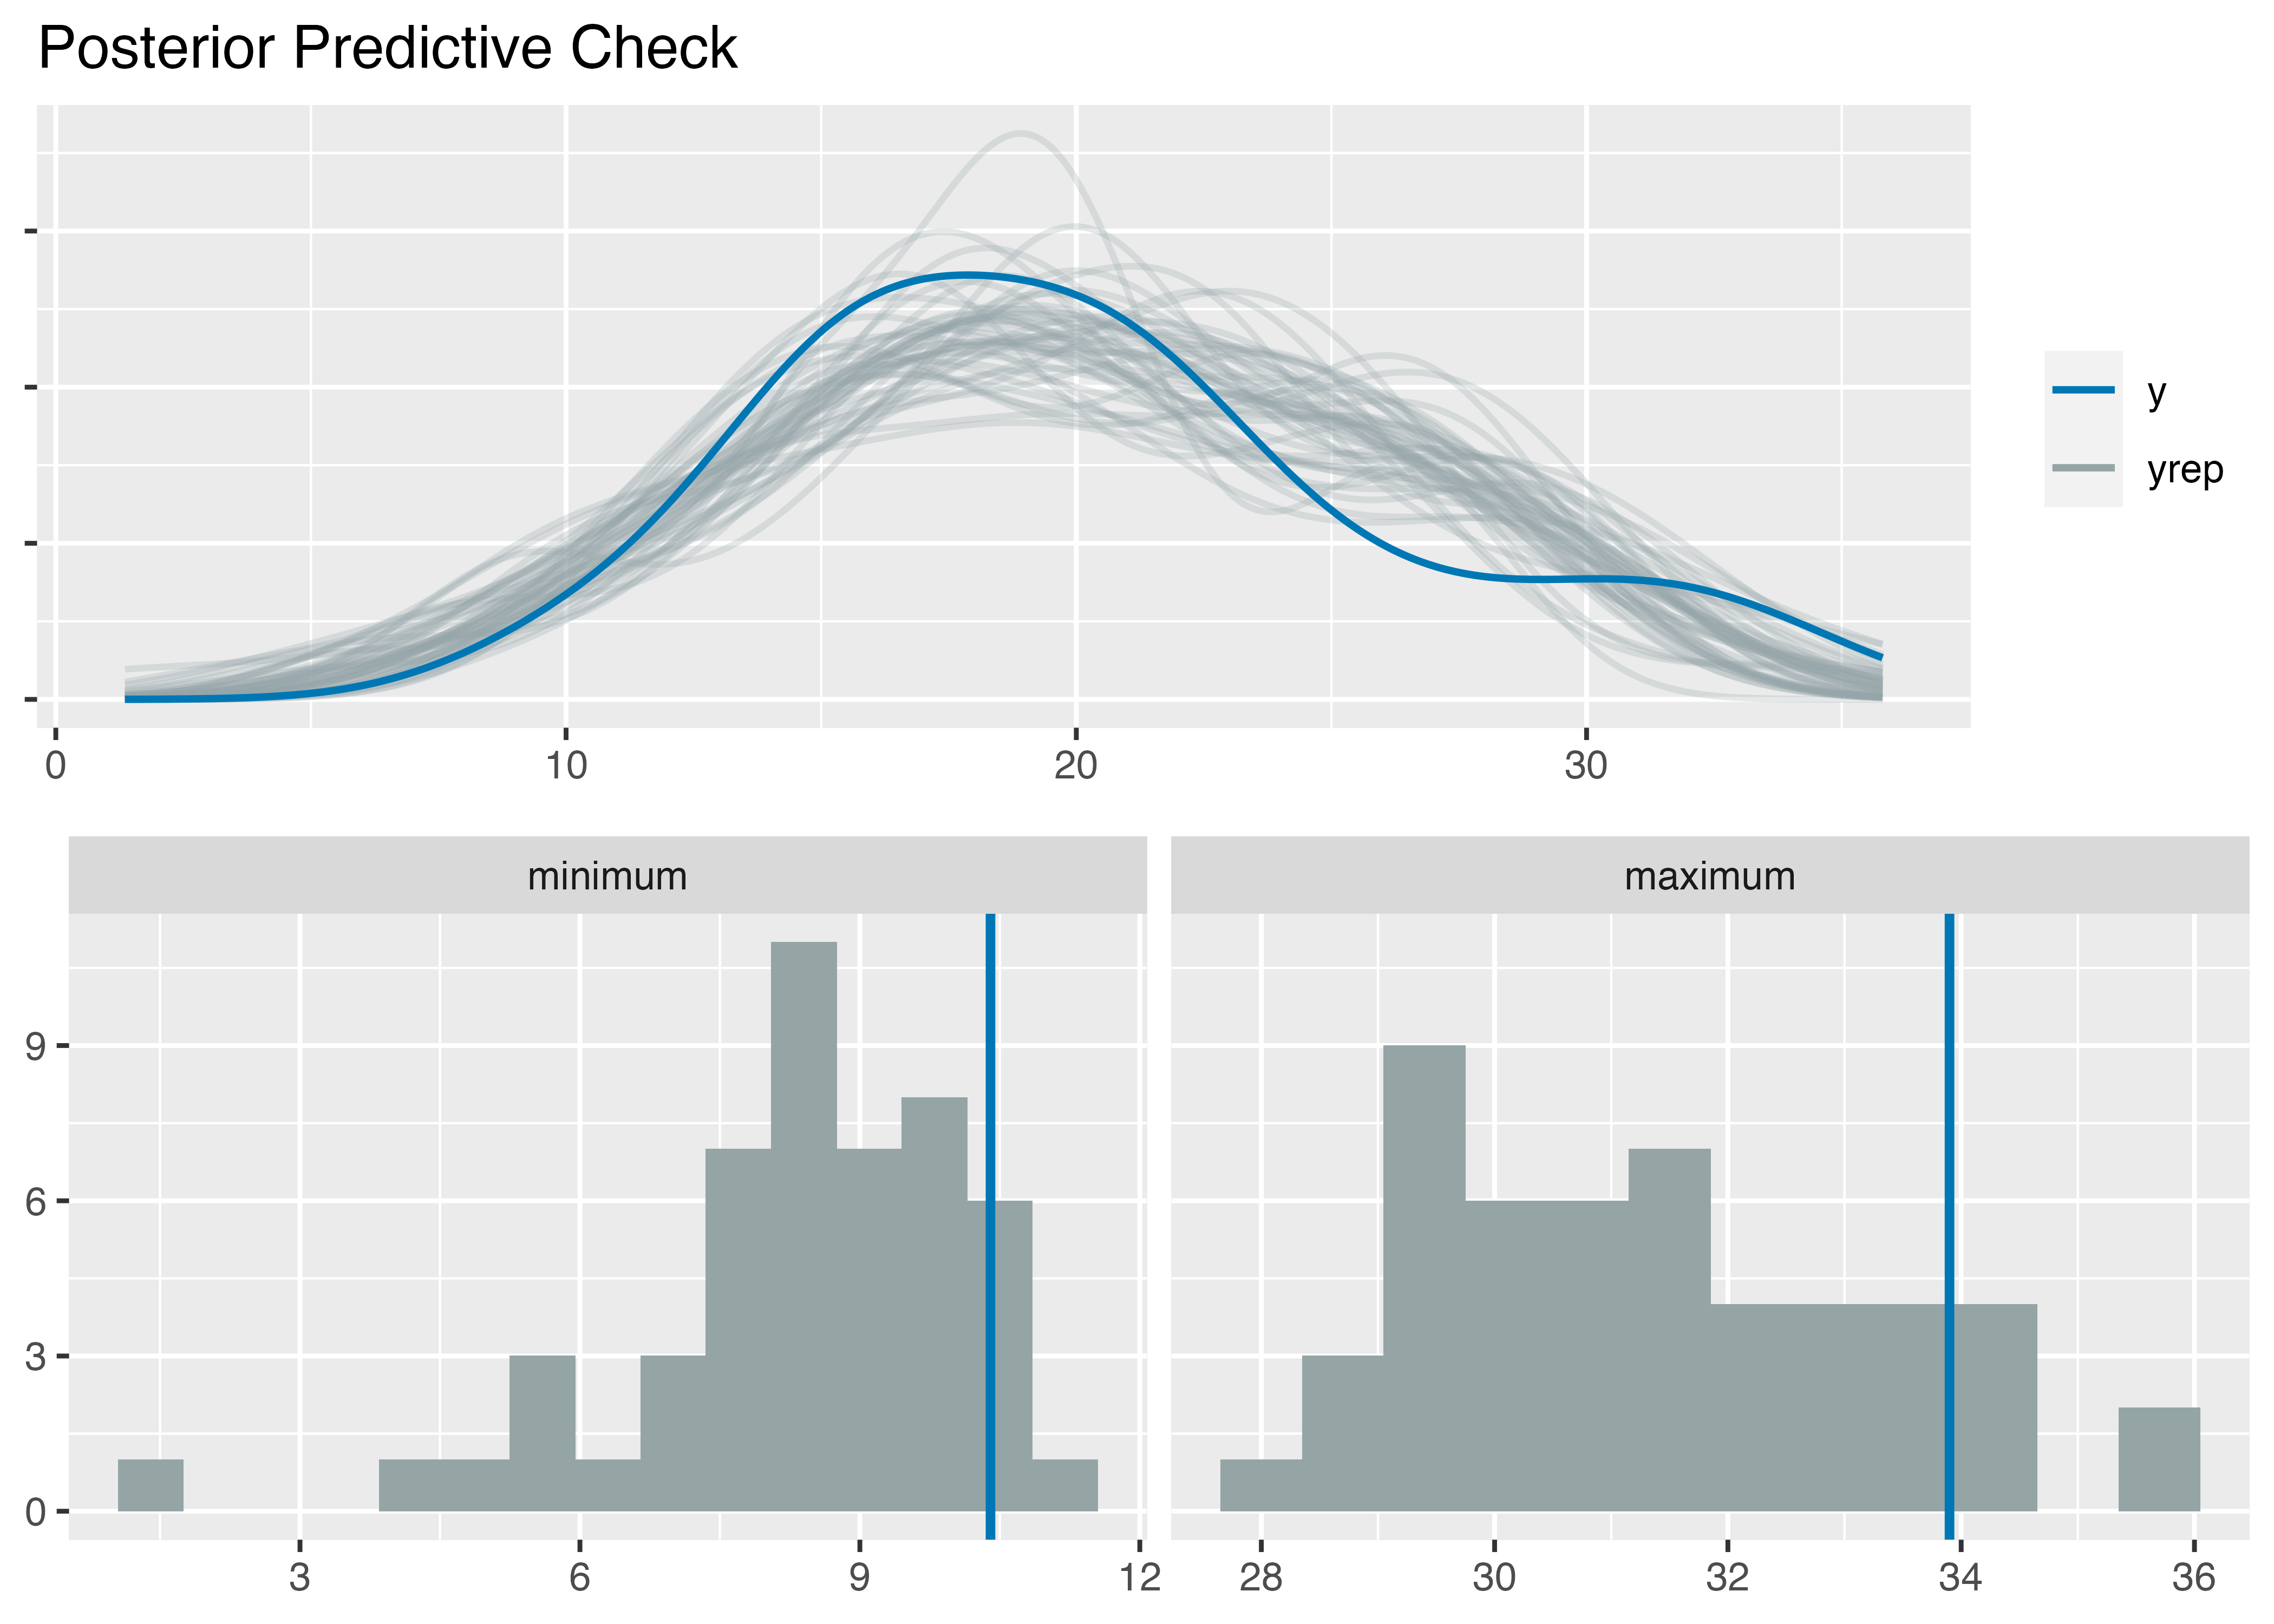 Posterior Predictive Check
y
yrep
0 10 20 30
minimum maximum
9
6
3
0
3 6 9 12 28 30 32 34 36